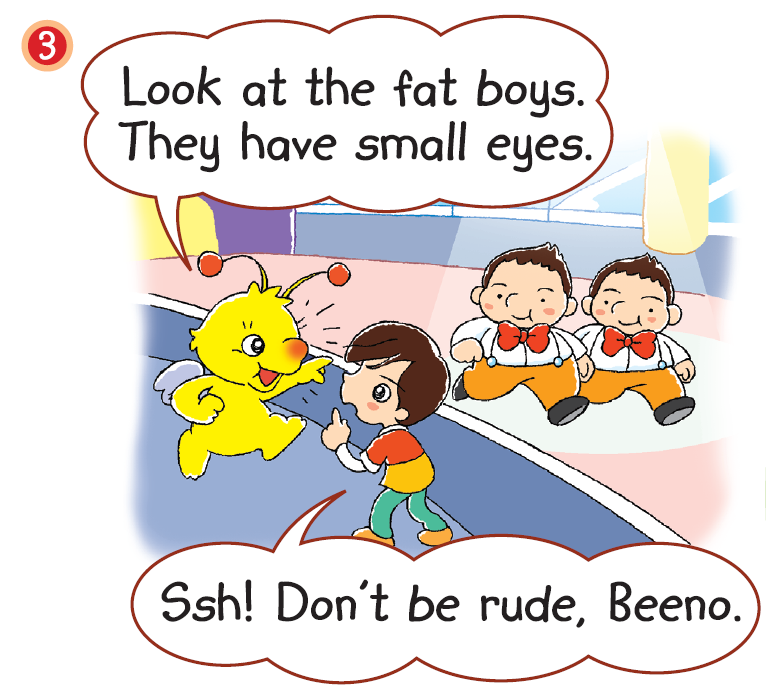 3
Look at the fat boys.
They have small eyes.
Ssh! Don't be rude, Beeno.